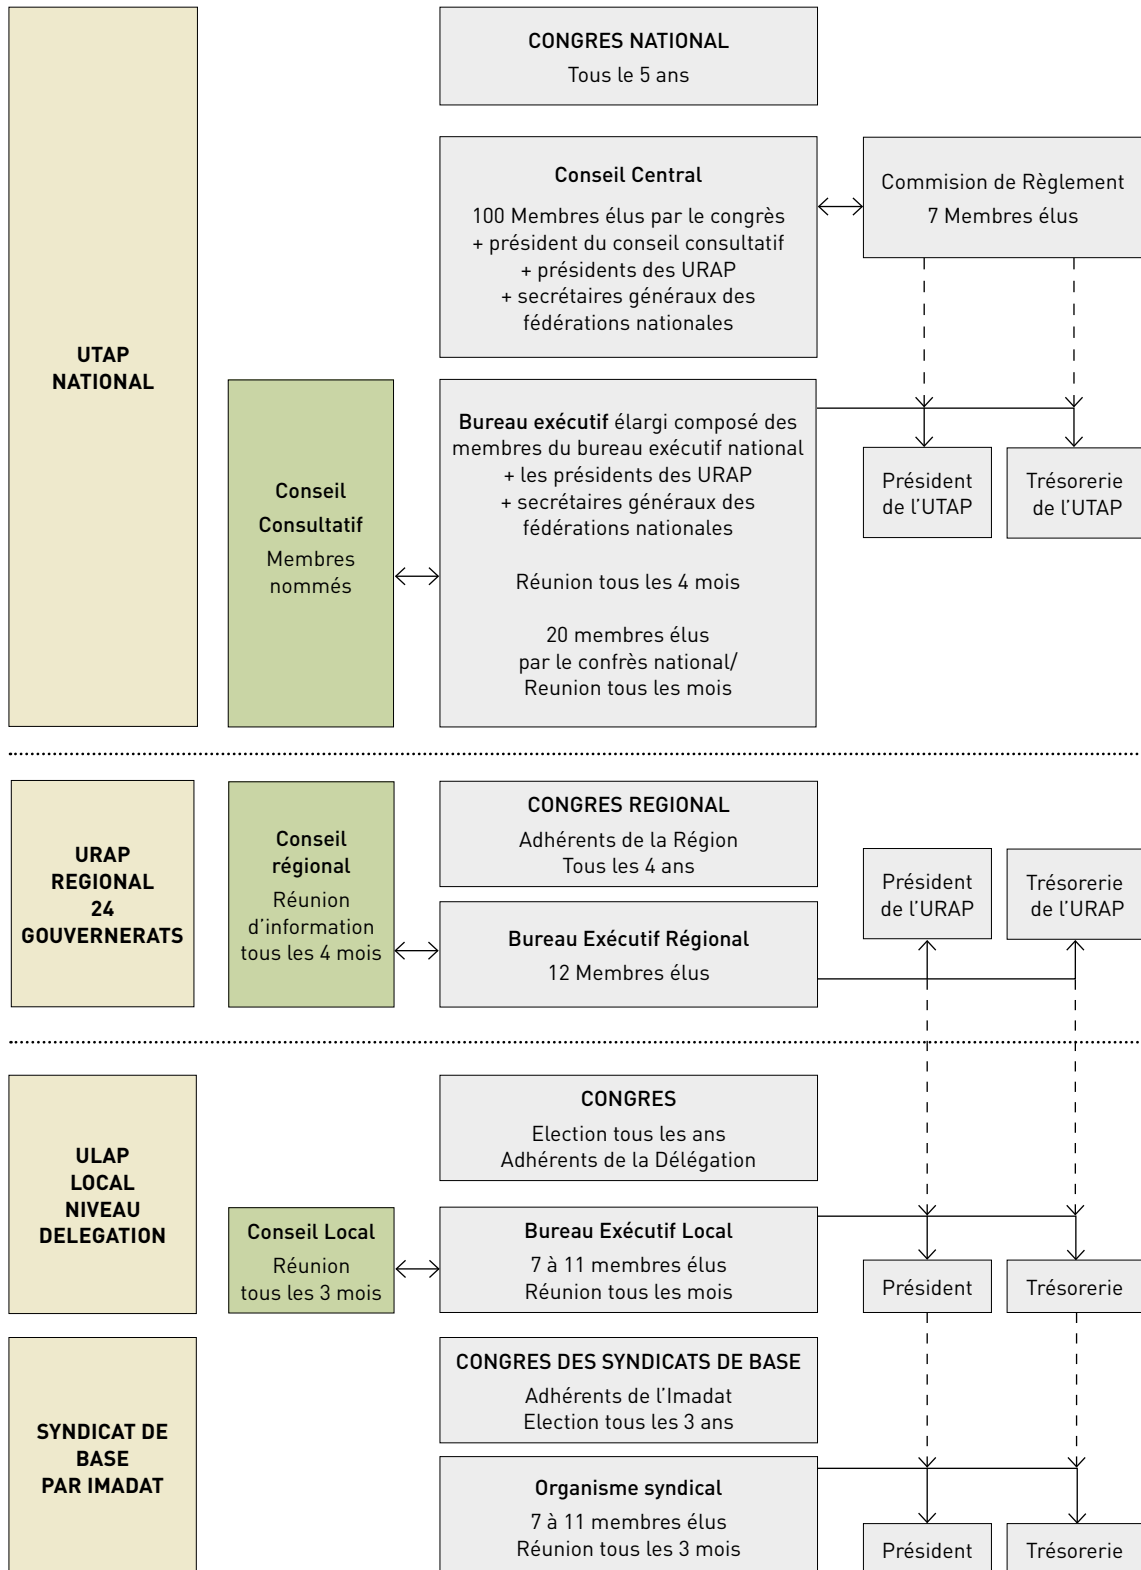 CONGRES NATIONAL
Tous le 5 ans
UTAP
NATIONAL
Conseil Central
100 Membres élus par le congrès
+ président du conseil consultatif
+ présidents des URAP
+ secrétaires généraux des
fédérations nationales
Commision de Règlement
7 Membres élus
Conseil
Consultatif
Membres
nommés
Bureau exécutif élargi composé des
membres du bureau exécutif national
+ les présidents des URAP
+ secrétaires généraux des
fédérations nationales
Réunion tous les 4 mois
20 membres élus
par le confrès national/
Reunion tous les mois
Président
de l'UTAP
Trésorerie
de l'UTAP
URAP
REGIONAL
24
GOUVERNERATS
Conseil
régional
Réunion
d'information
tous les 4 mois
CONGRES REGIONAL
Adhérents de la Région
Tous les 4 ans
Bureau Exécutif Régional
12 Membres élus
Président
de l'URAP
Trésorerie
de l'URAP
ULAP
LOCAL
NIVEAU
DELEGATION
CONGRES
Election tous les ans
Adhérents de la Délégation
Conseil Local
Réunion
tous les 3 mois
Bureau Exécutif Local
7 à 11 membres élus
Réunion tous les mois
Président
Trésorerie
SYNDICAT DE
BASE
PAR IMADAT
CONGRES DES SYNDICATS DE BASE
Adhérents de l'Imadat
Election tous les 3 ans
Organisme syndical
7 à 11 membres élus
Réunion tous les 3 mois
Président
Trésorerie